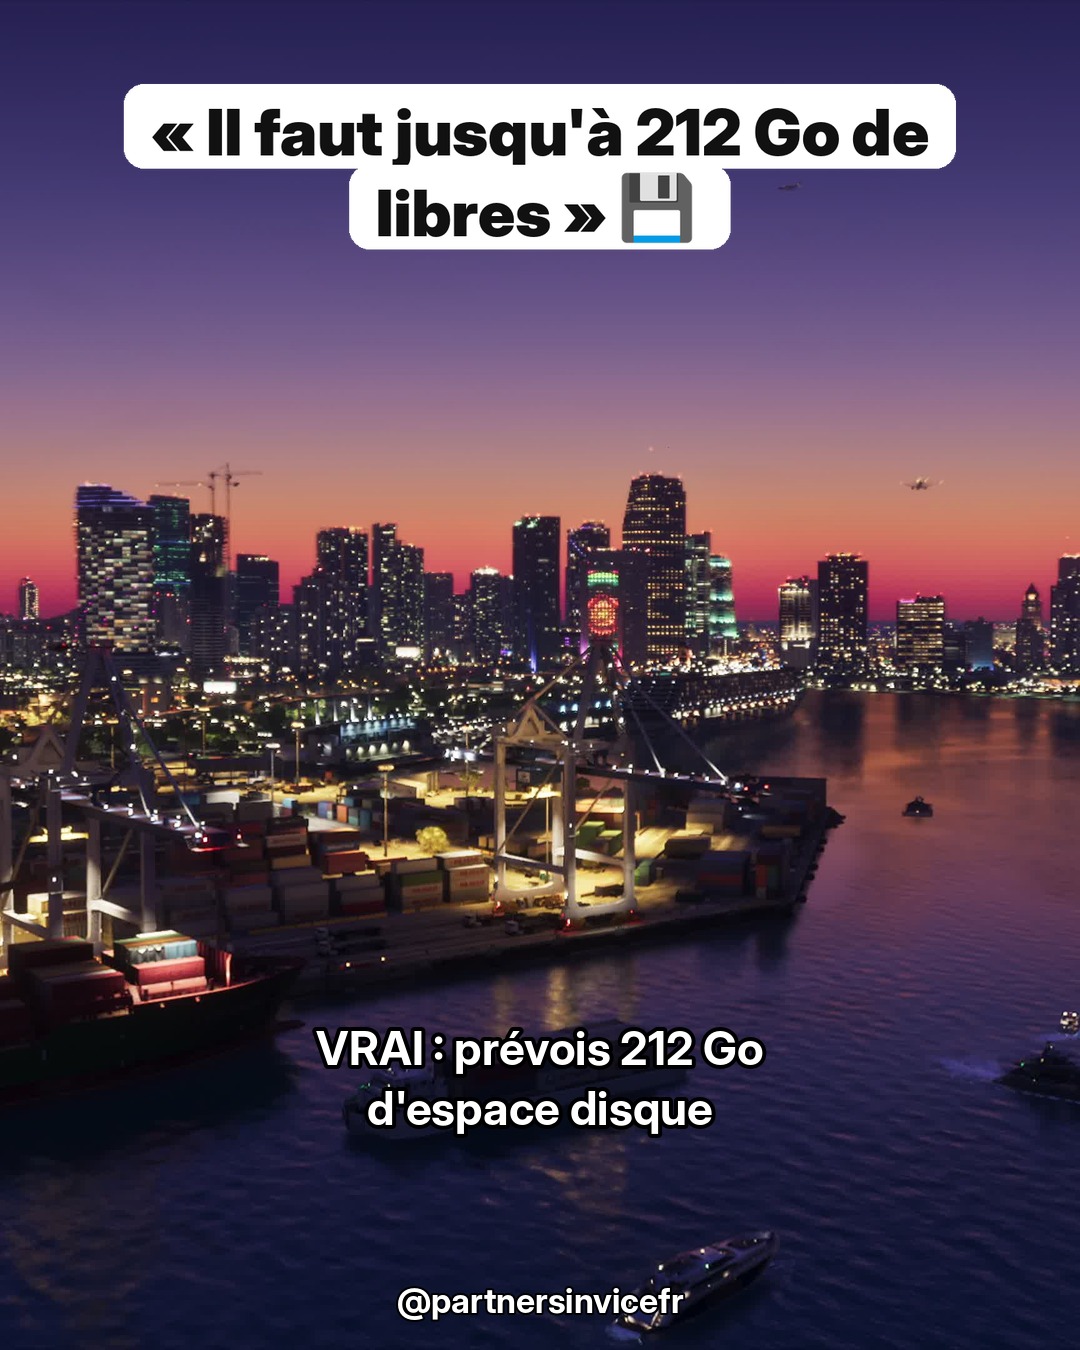 « Il faut jusqu'à 212 Go de
libres » 💾
VRAI : prévois 212 Go
d'espace disque
@partnersinvicefr